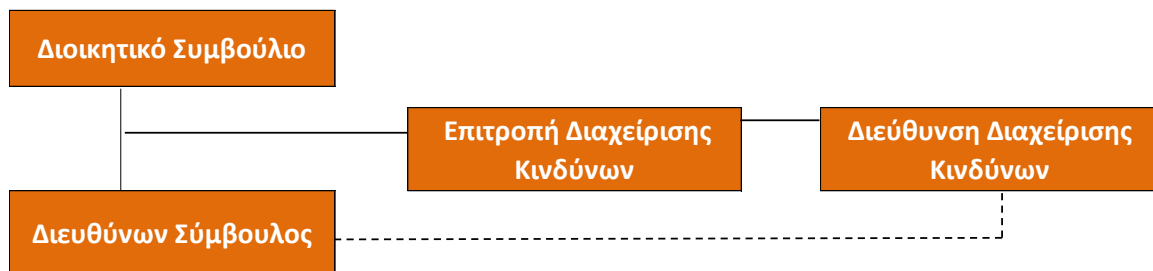 Διοικητικό Συμβούλιο
Επιτροπή Διαχείρισης
Κινδύνων
Διεύθυνση Διαχείρισης
Κινδύνων
Διευθύνων Σύμβουλος